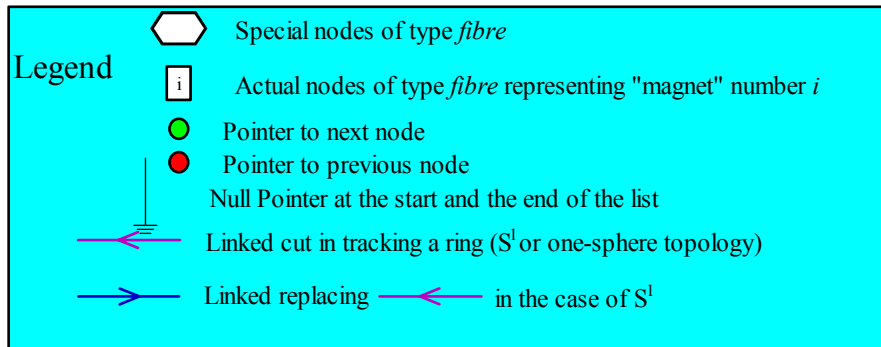 Special nodes of type fibre
Legend
i Actual nodes of type fibre representing "magnet" number i
Pointer to next node
Pointer to previous node
Null Pointer at the start and the end of the list
Linked cut in tracking a ring (S¹ or one-sphere topology)
Linked replacing in the case of S¹